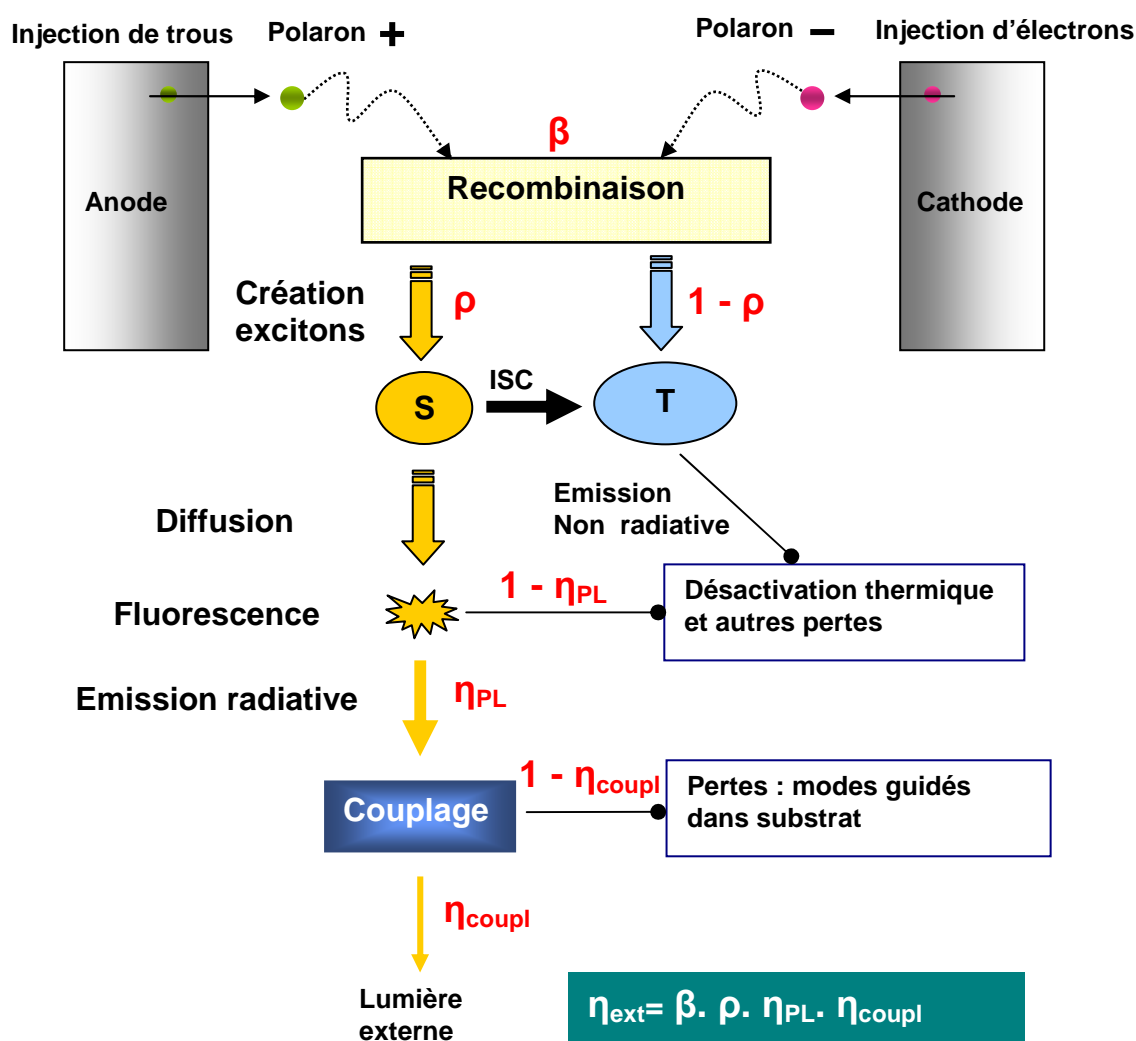 Injection de trous
Polaron +
Polaron –
Injection d'électrons
β
Anode
Recombinaison
Cathode
Création
excitons
ρ
1 - ρ
S
ISC
T
Emission
Non radiative
Diffusion
Fluorescence
1 - ηPL
Désactivation thermique
et autres pertes
Emission radiative
ηPL
Couplage
1 - ηcoupl
Pertes : modes guidés
dans substrat
ηcoupl
Lumière
externe
ηext= β. ρ. ηPL. ηcoupl